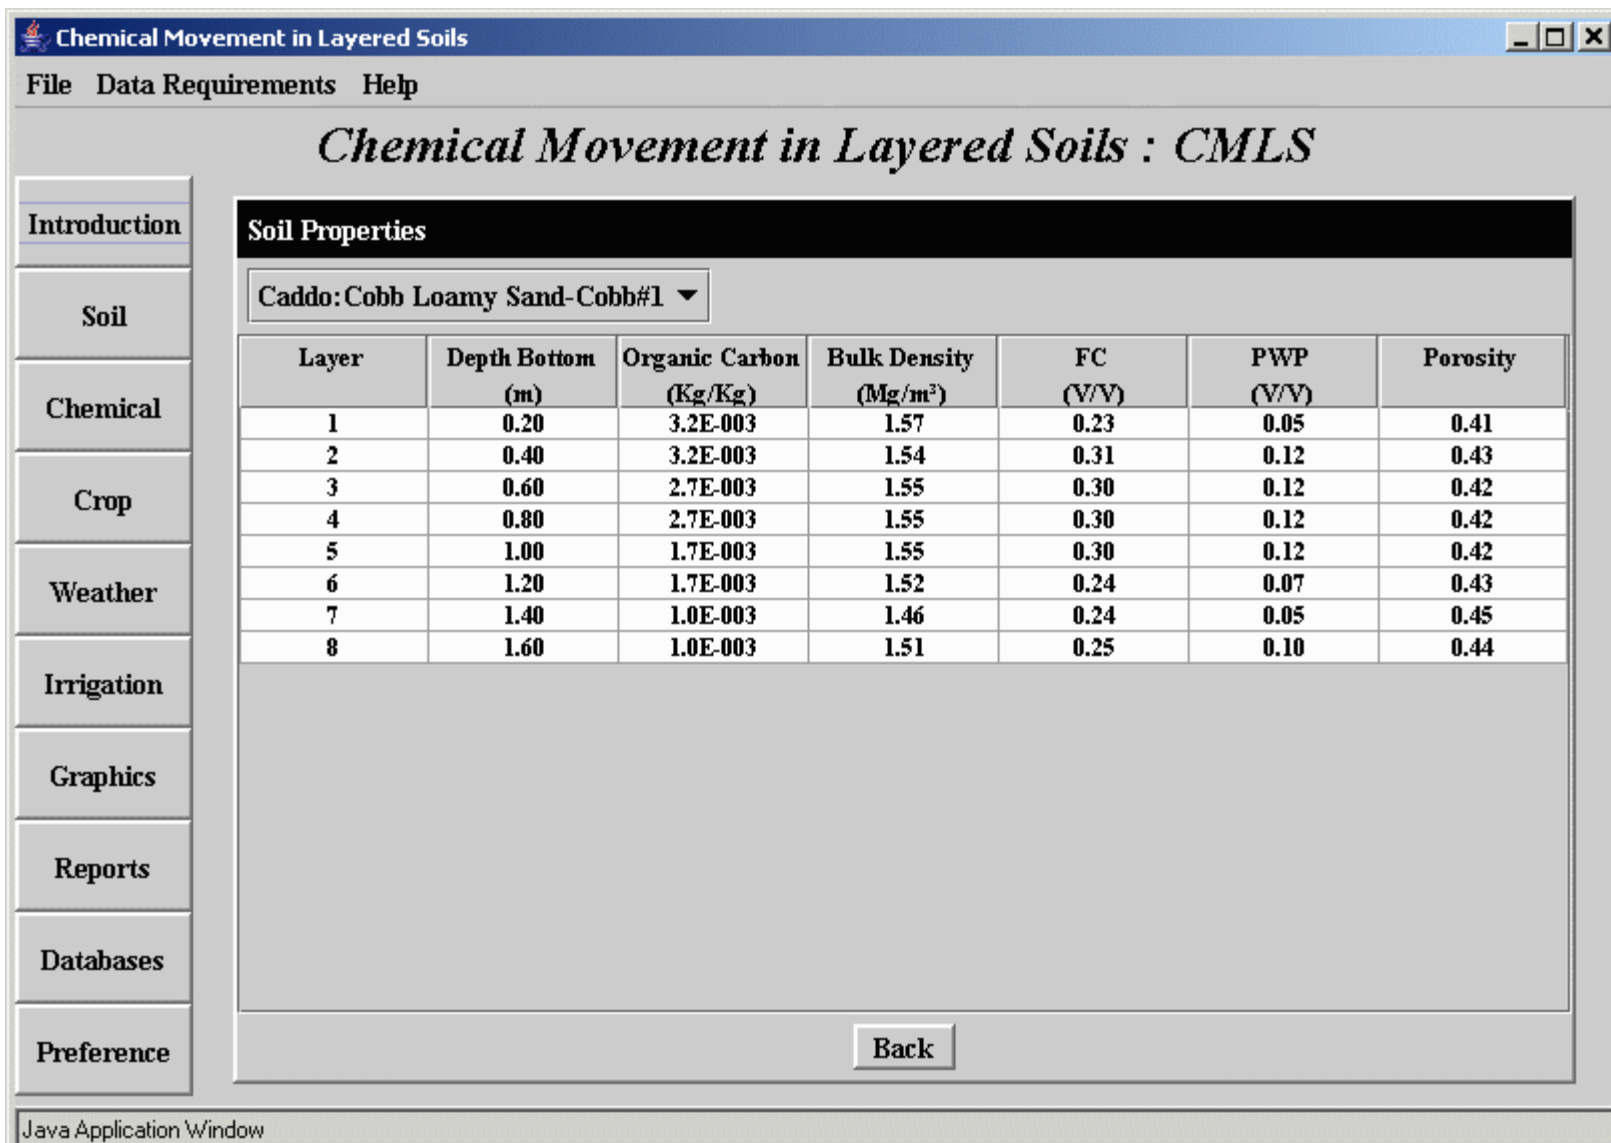 Chemical Movement in Layered Soils
File Data Requirements Help
Chemical Movement in Layered Soils : CMLS
Introduction
Soil
Chemical
Crop
Weather
Irrigation
Graphics
Reports
Databases
Preference
Soil Properties
Caddo:Cobb Loamy Sand-Cobb#1
Layer Depth Bottom Organic Carbon Bulk Density FC PWP Porosity
(m) (Kg/Kg) (Mg/m³) (V/V) (V/V)
1 0.20 3.2E-003 1.57 0.23 0.05 0.41
2 0.40 3.2E-003 1.54 0.31 0.12 0.43
3 0.60 2.7E-003 1.55 0.30 0.12 0.42
4 0.80 2.7E-003 1.55 0.30 0.12 0.42
5 1.00 1.7E-003 1.55 0.30 0.12 0.42
6 1.20 1.7E-003 1.52 0.24 0.07 0.43
7 1.40 1.0E-003 1.46 0.24 0.05 0.45
8 1.60 1.0E-003 1.51 0.25 0.10 0.44
Back
Java Application Window